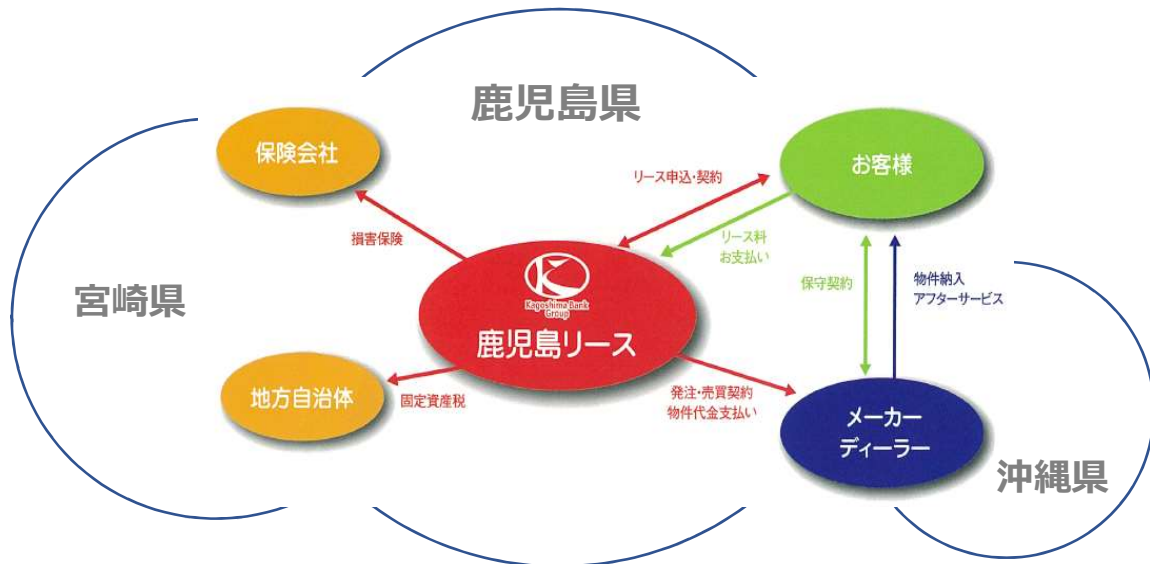 鹿児島県
保険会社
お客様
リース申込・契約
損害保険
リース料
お支払い
Kagoshima Bank
Group
鹿児島リース
保守契約
物件納入
アフターサービス
宮崎県
地方自治体
固定資産税
発注・売買契約
物件代金支払い
メーカー
ディーラー
沖縄県